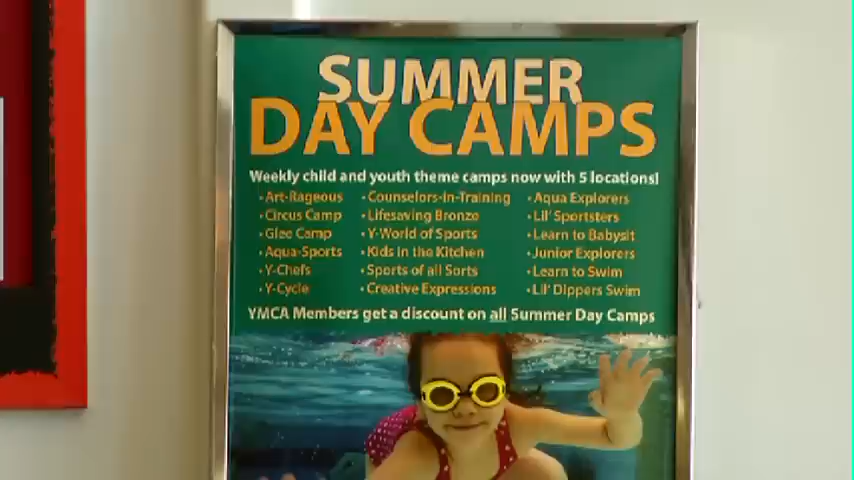 SUMMER
DAY CAMPS
Weekly child and youth theme camps now with 5 locations!
• Art-Rageous
• Circus Camp
• Glee Camp
• Aqua-Sports
• Y-Chefs
• Y-Cycle
• Counselors-In-Training
• Lifesaving Bronze
• Y-World of Sports
• Kids in the Kitchen
• Sports of all Sorts
• Creative Expressions
• Aqua Explorers
• Lil' Sportsters
• Learn to Babysit
• Junior Explorers
• Learn to Swim
• Lil' Dippers Swim
YMCA Members get a discount on all Summer Day Camps